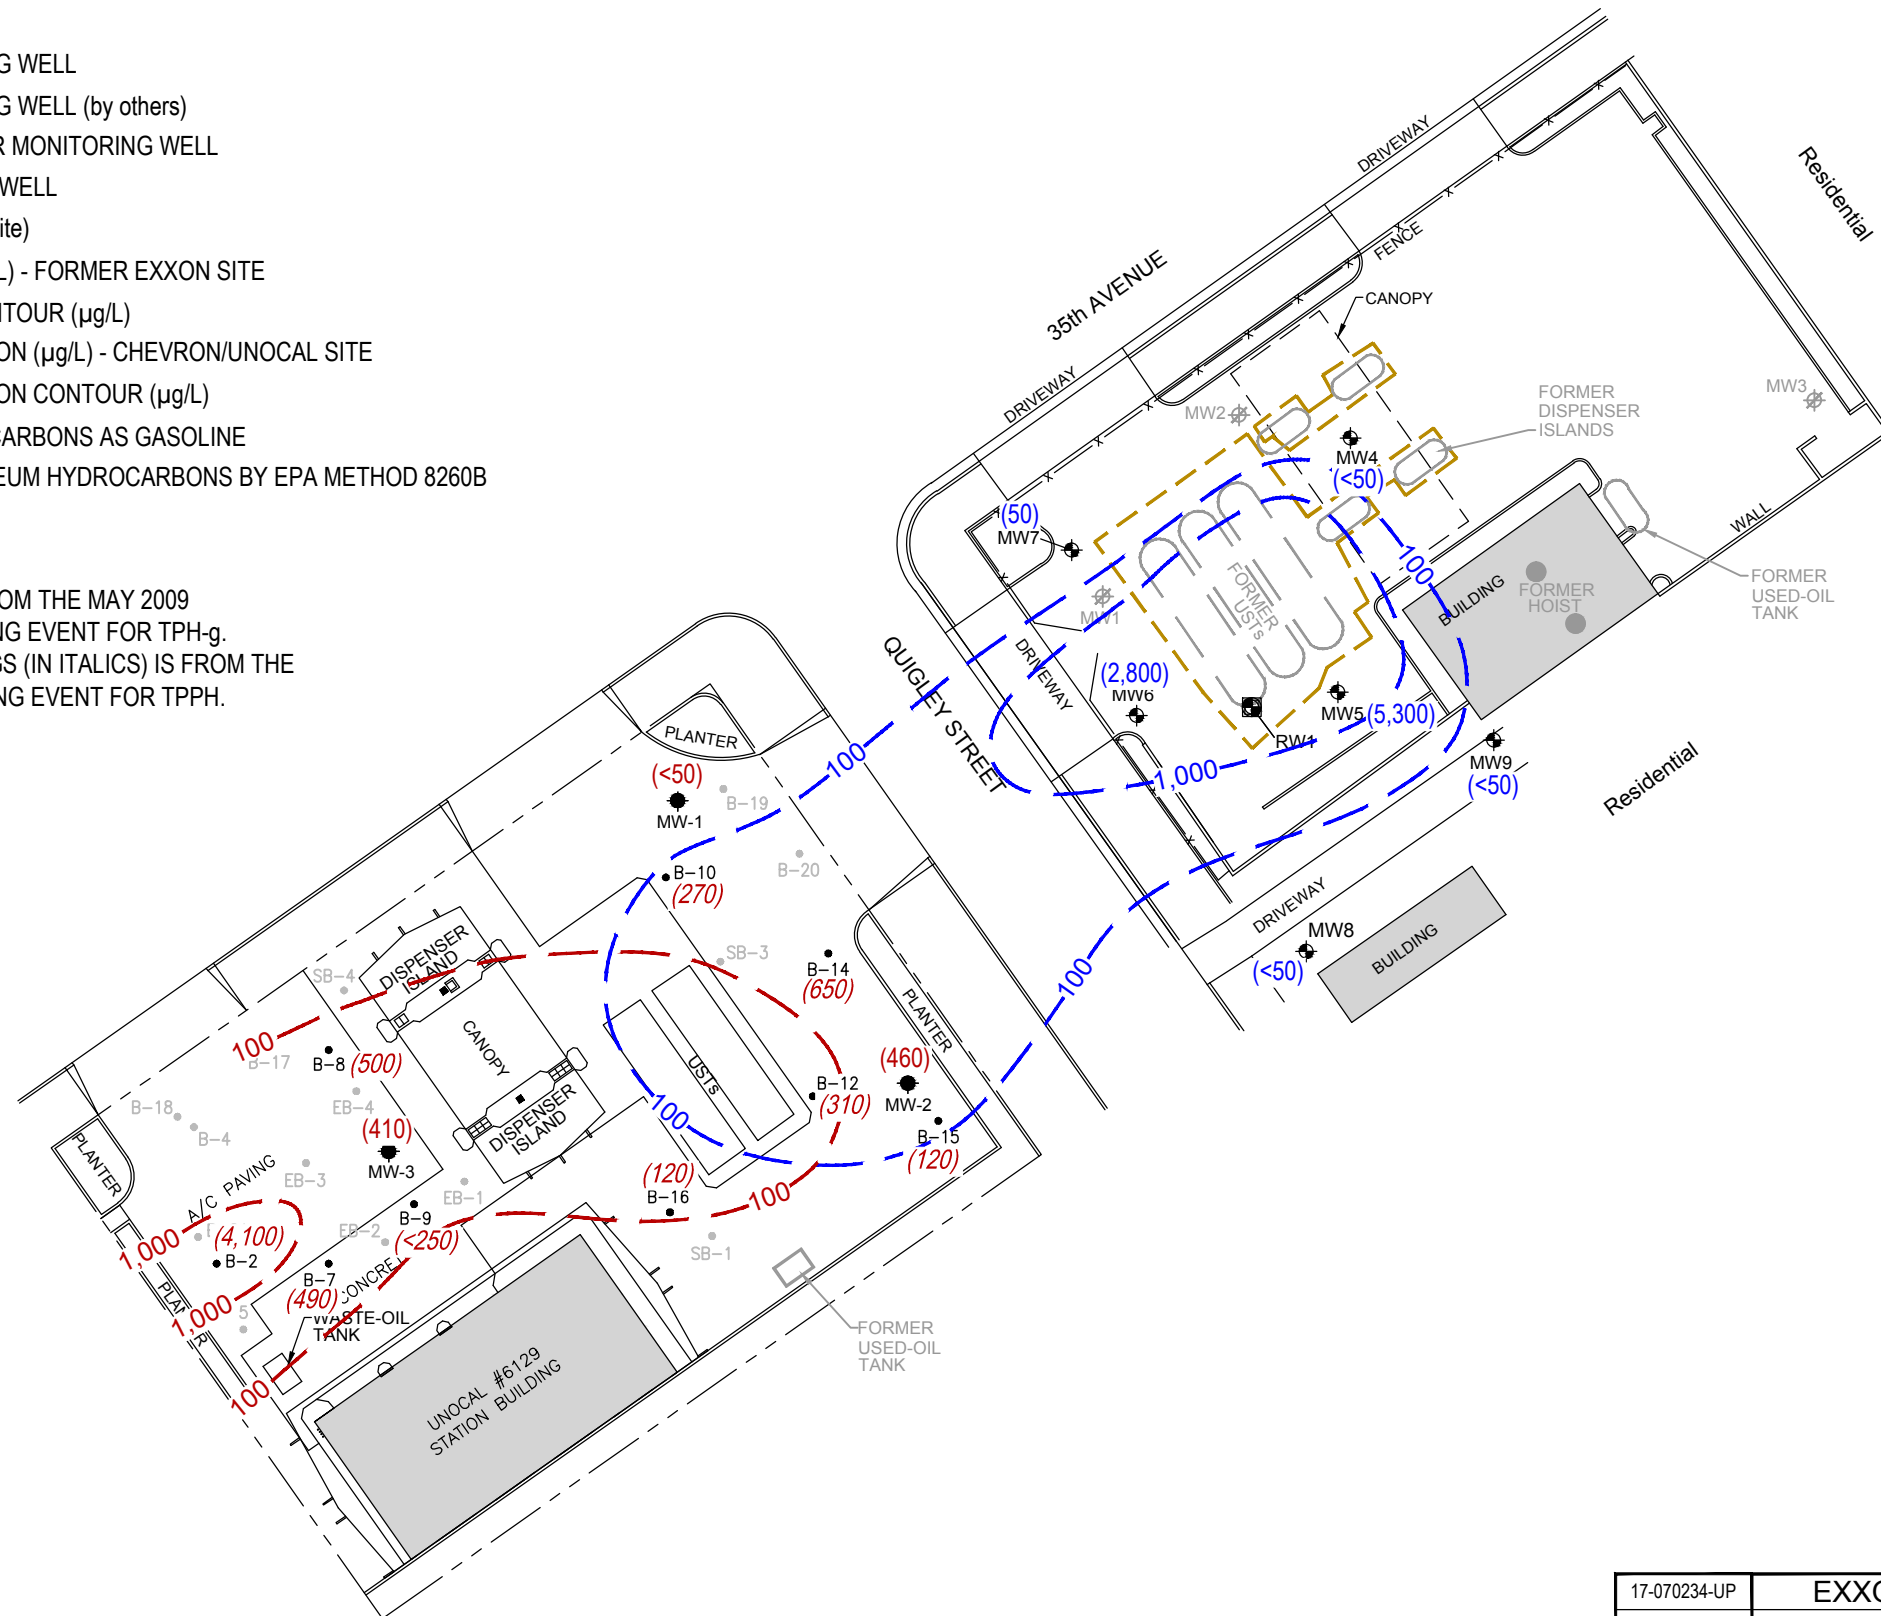 G WELL
G WELL (by others)
R MONITORING WELL
WELL
ite)
L) - FORMER EXXON SITE
ITOUR (µg/L)
ON (µg/L) - CHEVRON/UNOCAL SITE
ON CONTOUR (µg/L)
CARBONS AS GASOLINE
EUM HYDROCARBONS BY EPA METHOD 8260B
OM THE MAY 2009
NG EVENT FOR TPH-g.
GS (IN ITALICS) IS FROM THE
NG EVENT FOR TPPH.
DRIVEWAY
Residential
FENCE
35th AVENUE
CANOPY
DRIVEWAY
MW2
MW3
FORMER
DISPENSER
ISLANDS
MW4
(<50)
(50)
MW7
WALL
100
MW1
FORMER
USTs
BUILDING
FORMER
HOIST
FORMER
USED-OIL
TANK
QUIGLEY STREET
DRIVEWAY
(2,800)
MW6
MW5
(5,300)
RW1
1,000
MW9
(<50)
Residential
PLANTER
100
(<50)
MW-1
B-19
B-20
B-10
(270)
DRIVEWAY
MW8
(<50)
BUILDING
DISPENSER
ISLAND
SB-3
SB-4
B-14
(650)
100
PLANTER
100
B-17
B-8
(500)
CANOPY
USTs
(460)
MW-2
B-12
(310)
EB-4
B-18
B-4
100
(410)
MW-3
DISPENSER
ISLAND
B-15
(120)
PLANTER
A/C PAVING
EB-3
EB-1
(120)
B-16
100
B-9
(<250)
EB-2
SB-1
1,000
(4,100)
B-2
B-7
(490)
CONCRE
WASTE-OIL
TANK
PLAN
R
1,000
5
100
FORMER
USED-OIL
TANK
UNOCAL #6129
STATION BUILDING
17-070234-UP
EXXO